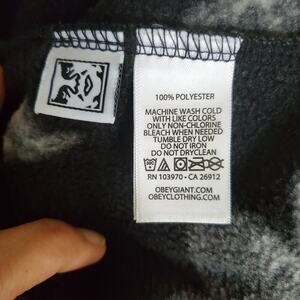 100% POLYESTER
MACHINE WASH COLD
WITH LIKE COLORS
ONLY NON-CHLORINE
BLEACH WHEN NEEDED
TUMBLE DRY LOW
DO NOT IRON
DO NOT DRYCLEAN
RN 103970 • CA 26912
OBEYGIANT.COM
OBEYCLOTHING.COM